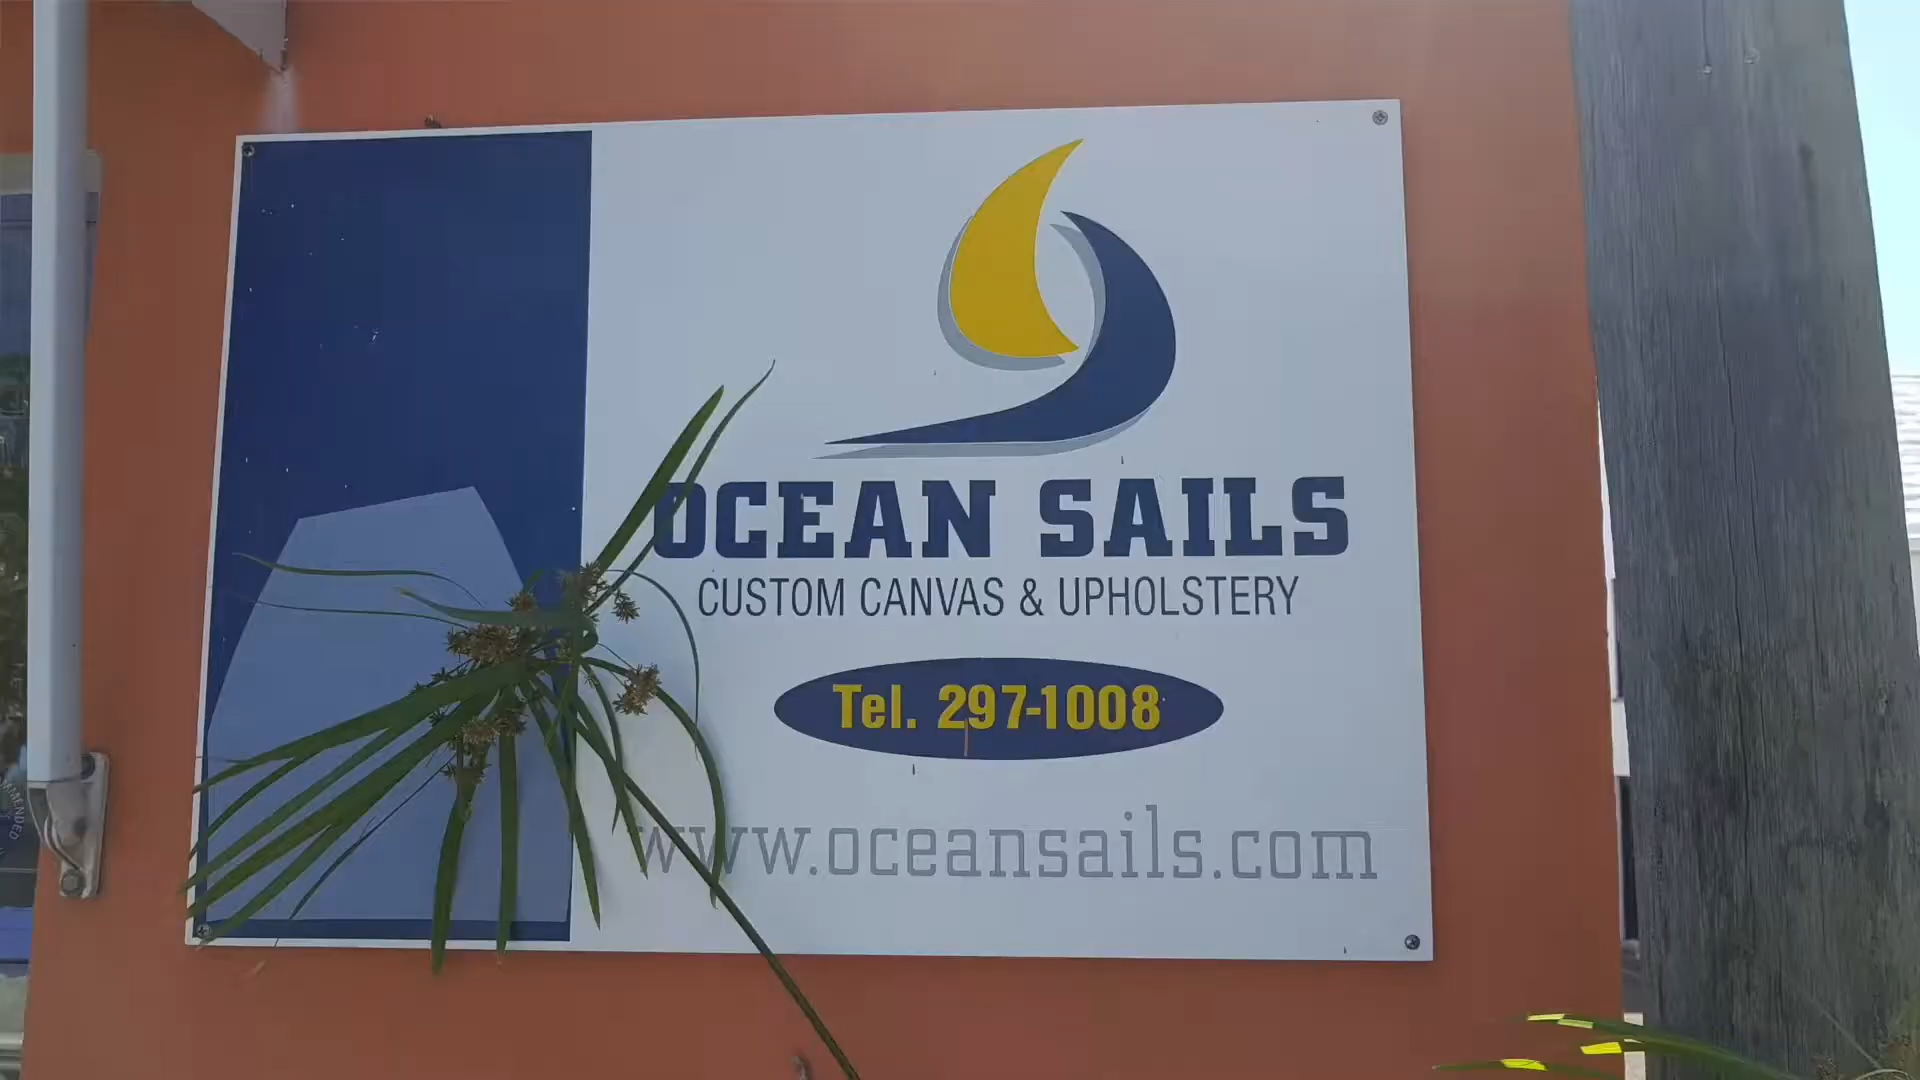 OCEAN SAILS
CUSTOM CANVAS & UPHOLSTERY
Tel. 297-1008
www.oceansails.com